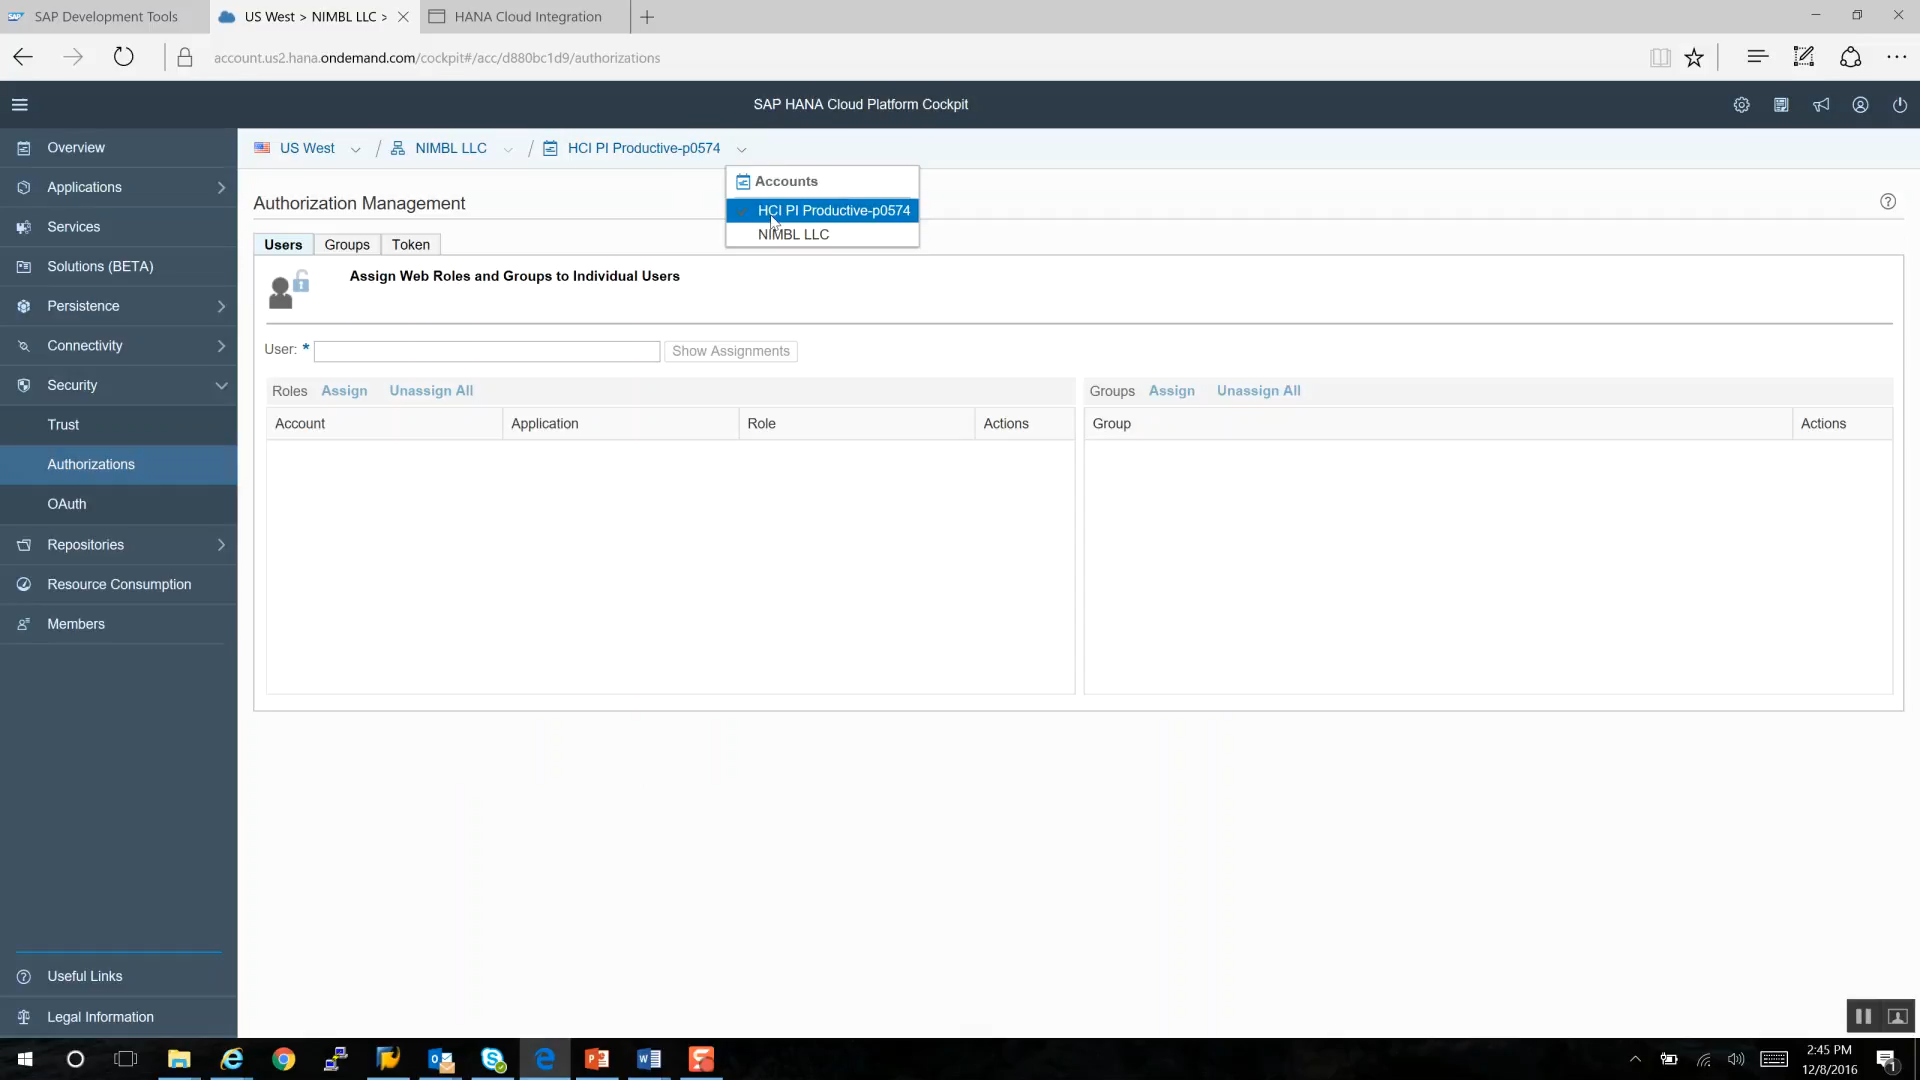 SAP Development Tools
US West > NIMBL LLC >
HANA Cloud Integration
account.us2.hana.ondemand.com/cockpit#/acc/d880bc1d9/authorizations
SAP HANA Cloud Platform Cockpit
Overview
Applications
Services
Solutions (BETA)
Persistence
Connectivity
Security
Trust
Authorizations
OAuth
Repositories
Resource Consumption
Members
Useful Links
Legal Information
US West / NIMBL LLC / HCI PI Productive-p0574
Accounts
HCI PI Productive-p0574
NIMBL LLC
Authorization Management
Users Groups Token
Assign Web Roles and Groups to Individual Users
User: * Show Assignments
Roles Assign Unassign All
Account Application Role Actions
Groups Assign Unassign All
Group Actions
2:45 PM
12/8/2016
1